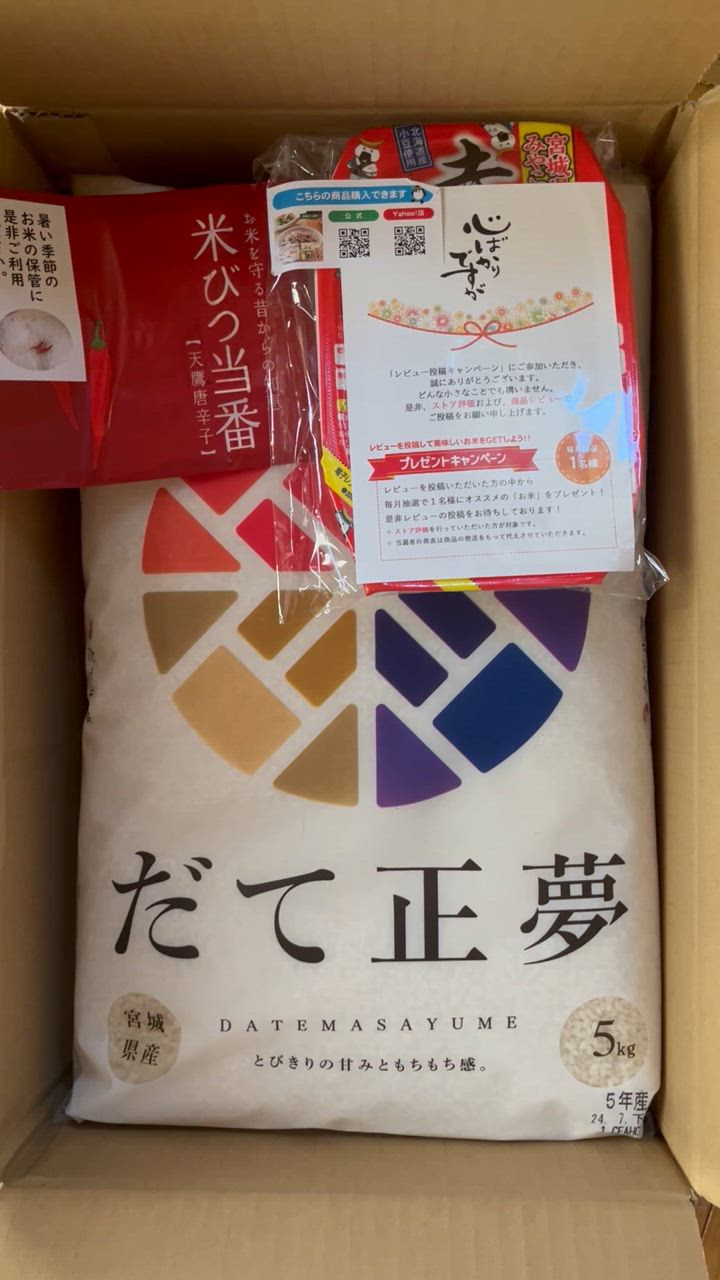 暑い季節の
お米の保管に
是非ご利用
お米を守る昔からの
米びつ当番
【天鷹唐辛子】
北海道産
小豆使用
宮城
みやぎ
こちらの商品購入できます
公式
Yahoo!店
心ばかり
ですが
「レビュー投稿キャンペーン」にご参加いただき、
誠にありがとうございます。
どんな小さなことでも構いません。
是非、ストア評価および、商品レビューの
ご投稿をお願い申し上げます。
レビューを投稿して美味しいお米をGETしよう!!
プレゼントキャンペーン
1名様
レビューを投稿いただいた方の中から
毎月抽選で1名様にオススメの「お米」をプレゼント!
是非レビューの投稿をお待ちしております!
※ストア評価を行っていただいた方が対象です。
※当選者の発表は商品の発送をもって代えさせていただきます。
だて正夢
DATEMASAYUME
とびきりの甘みともちもち感。
宮城
県産
5kg
5年産
24. 7. 下